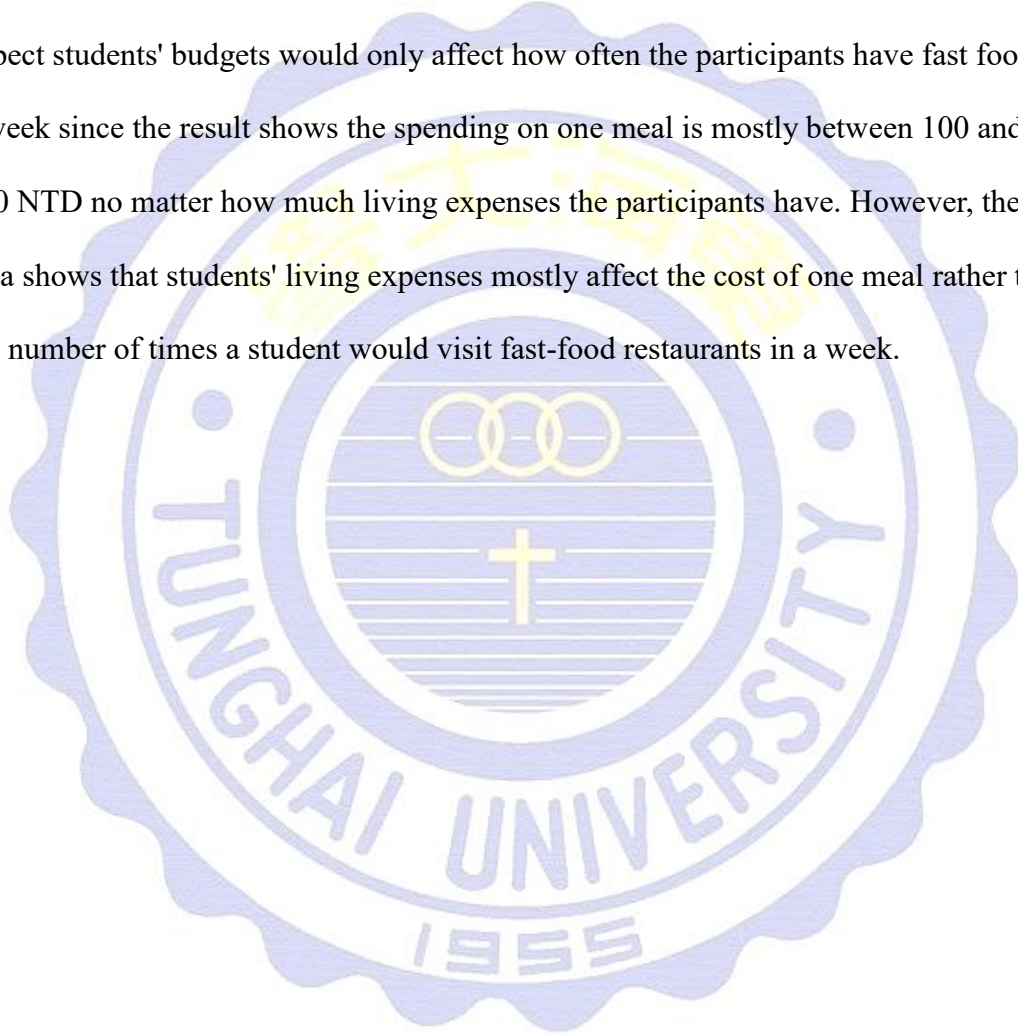 pect students' budgets would only affect how often the participants have fast foo
veek since the result shows the spending on one meal is mostly between 100 and
0 NTD no matter how much living expenses the participants have. However, the
a shows that students' living expenses mostly affect the cost of one meal rather t
number of times a student would visit fast-food restaurants in a week.
TUNGHAI UNIVERSITY
1955